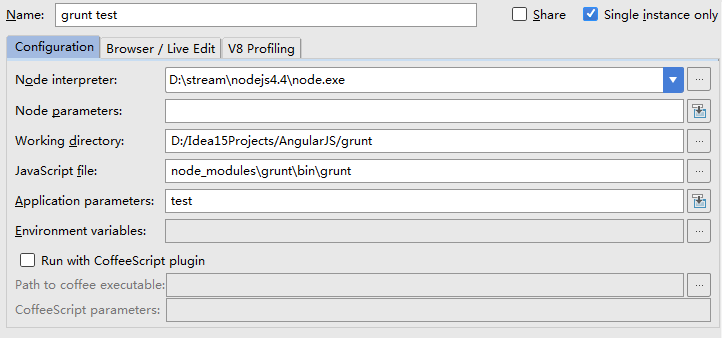 Name: grunt test Share Single instance only
Configuration Browser / Live Edit V8 Profiling
Node interpreter: D:\stream\nodejs4.4\node.exe ...
Node parameters:
Working directory: D:/Idea15Projects/AngularJS/grunt ...
JavaScript file: node_modules\grunt\bin\grunt ...
Application parameters: test
Environment variables: ...
Run with CoffeeScript plugin
Path to coffee executable: ...
CoffeeScript parameters: